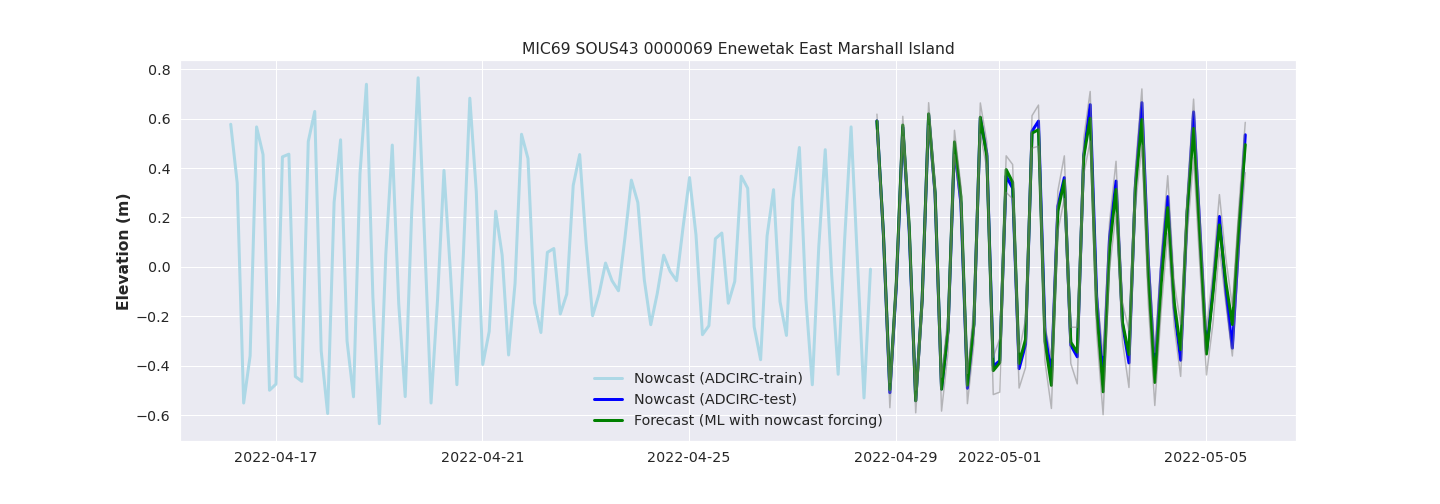 MIC69 SOUS43 0000069 Enewetak East Marshall Island
0.8
0.6
0.4
0.2
0.0
−0.2
−0.4
−0.6
Elevation (m)
Nowcast (ADCIRC-train)
Nowcast (ADCIRC-test)
Forecast (ML with nowcast forcing)
2022-04-17 2022-04-21 2022-04-25 2022-04-29 2022-05-01 2022-05-05